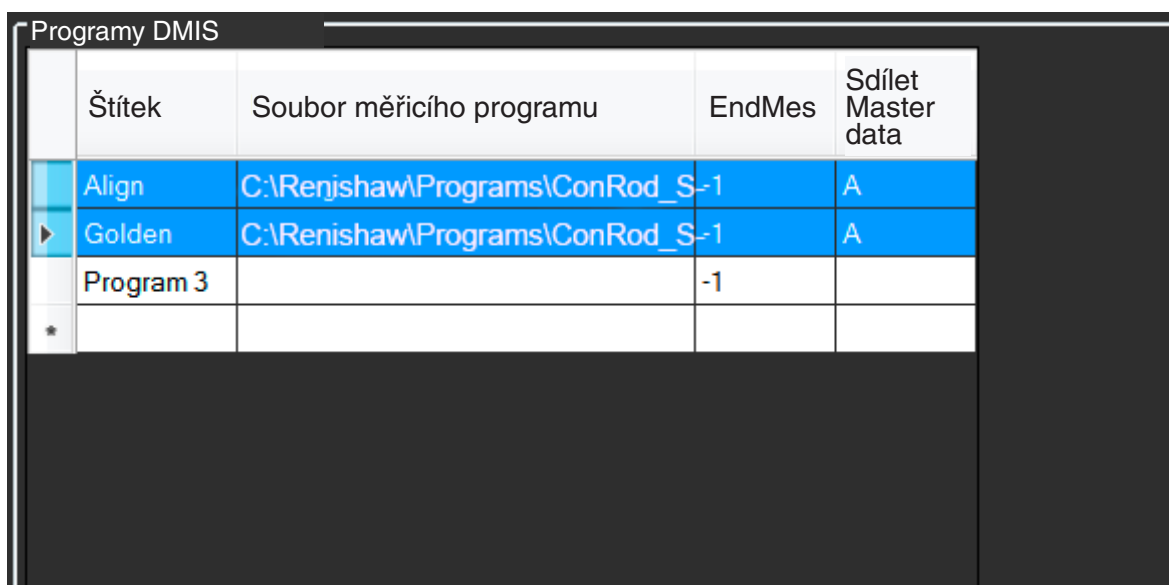 Programy DMIS
Štítek Soubor měřicího programu EndMes Sdílet Master data
Align C:\Renishaw\Programs\ConRod_S -1 A
Golden C:\Renishaw\Programs\ConRod_S -1 A
Program 3 -1
*